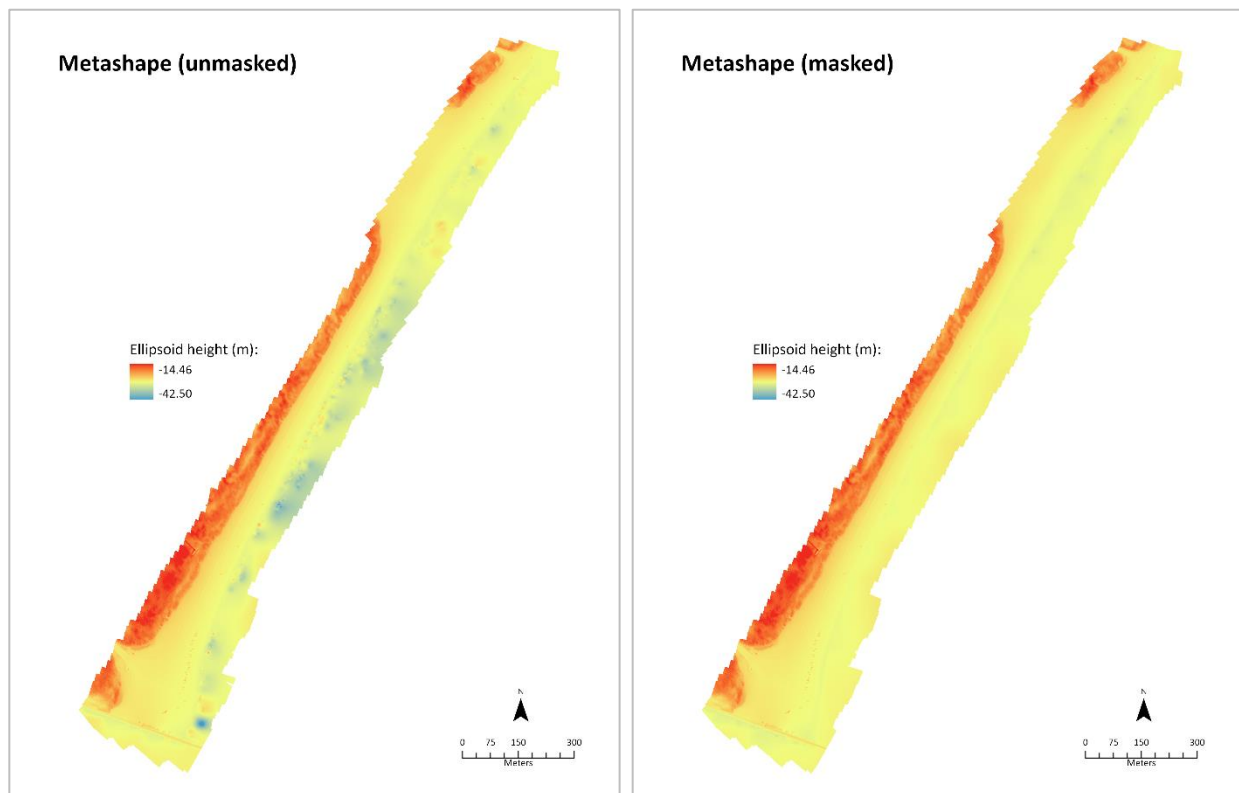 Metashape (unmasked)
Ellipsoid height (m):
-14.46
-42.50
N
0 75 150 300
Meters
Metashape (masked)
Ellipsoid height (m):
-14.46
-42.50
N
0 75 150 300
Meters